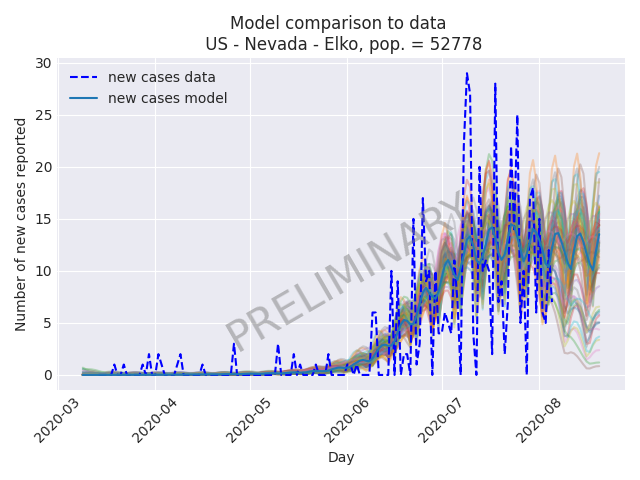 Model comparison to data
US - Nevada - Elko, pop. = 52778
new cases data
new cases model
PRELIMINARY
Number of new cases reported
30
25
20
15
10
5
0
2020-03
2020-04
2020-05
2020-06
2020-07
2020-08
Day